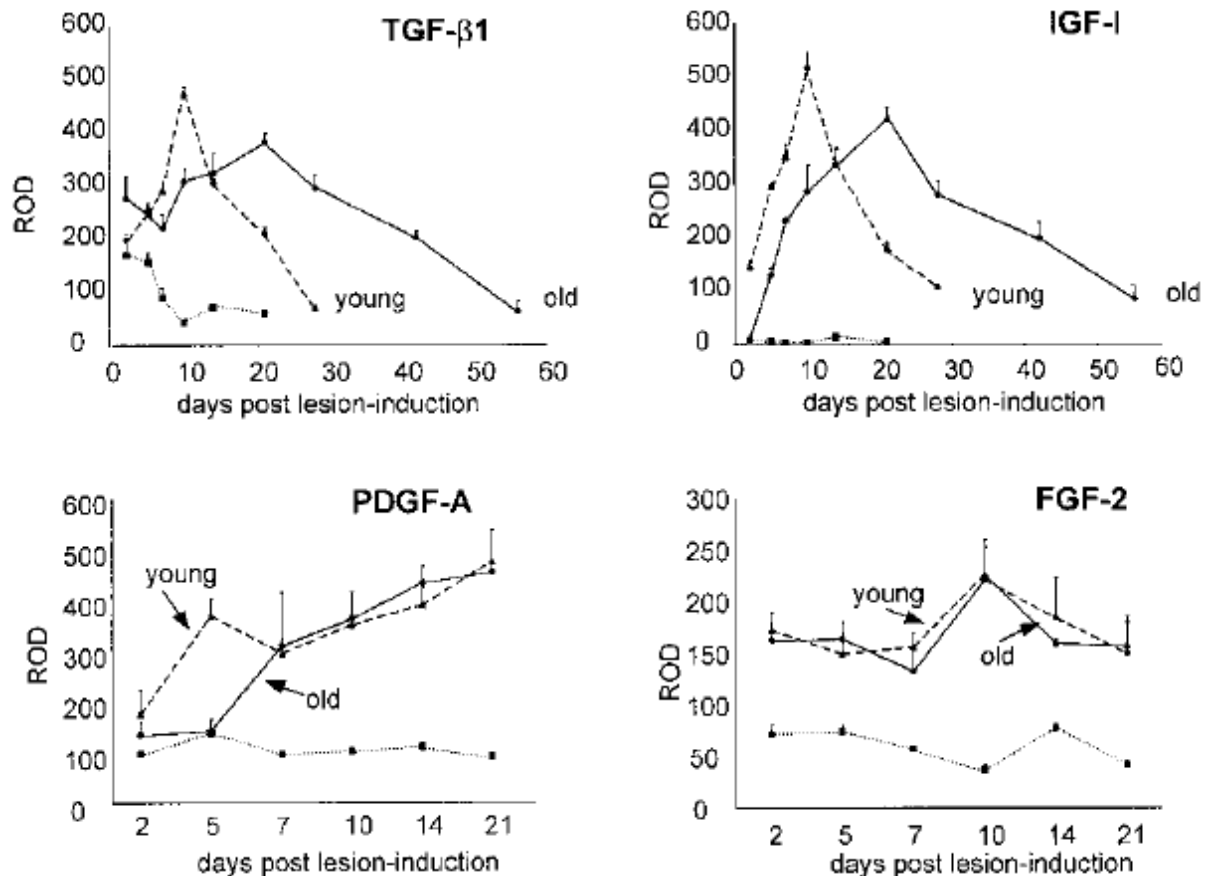 TGF-β1
600
500
400
300
200
100
0
ROD
0 10 20 30 40 50 60
young
old
days post lesion-induction
IGF-I
600
500
400
300
200
100
0
ROD
0 10 20 30 40 50 60
young
old
days post lesion-induction
PDGF-A
600
500
400
300
200
100
0
ROD
young
old
2 5 7 10 14 21
days post lesion-induction
FGF-2
300
250
200
150
100
50
0
ROD
young
old
2 5 7 10 14 21
days post lesion-induction